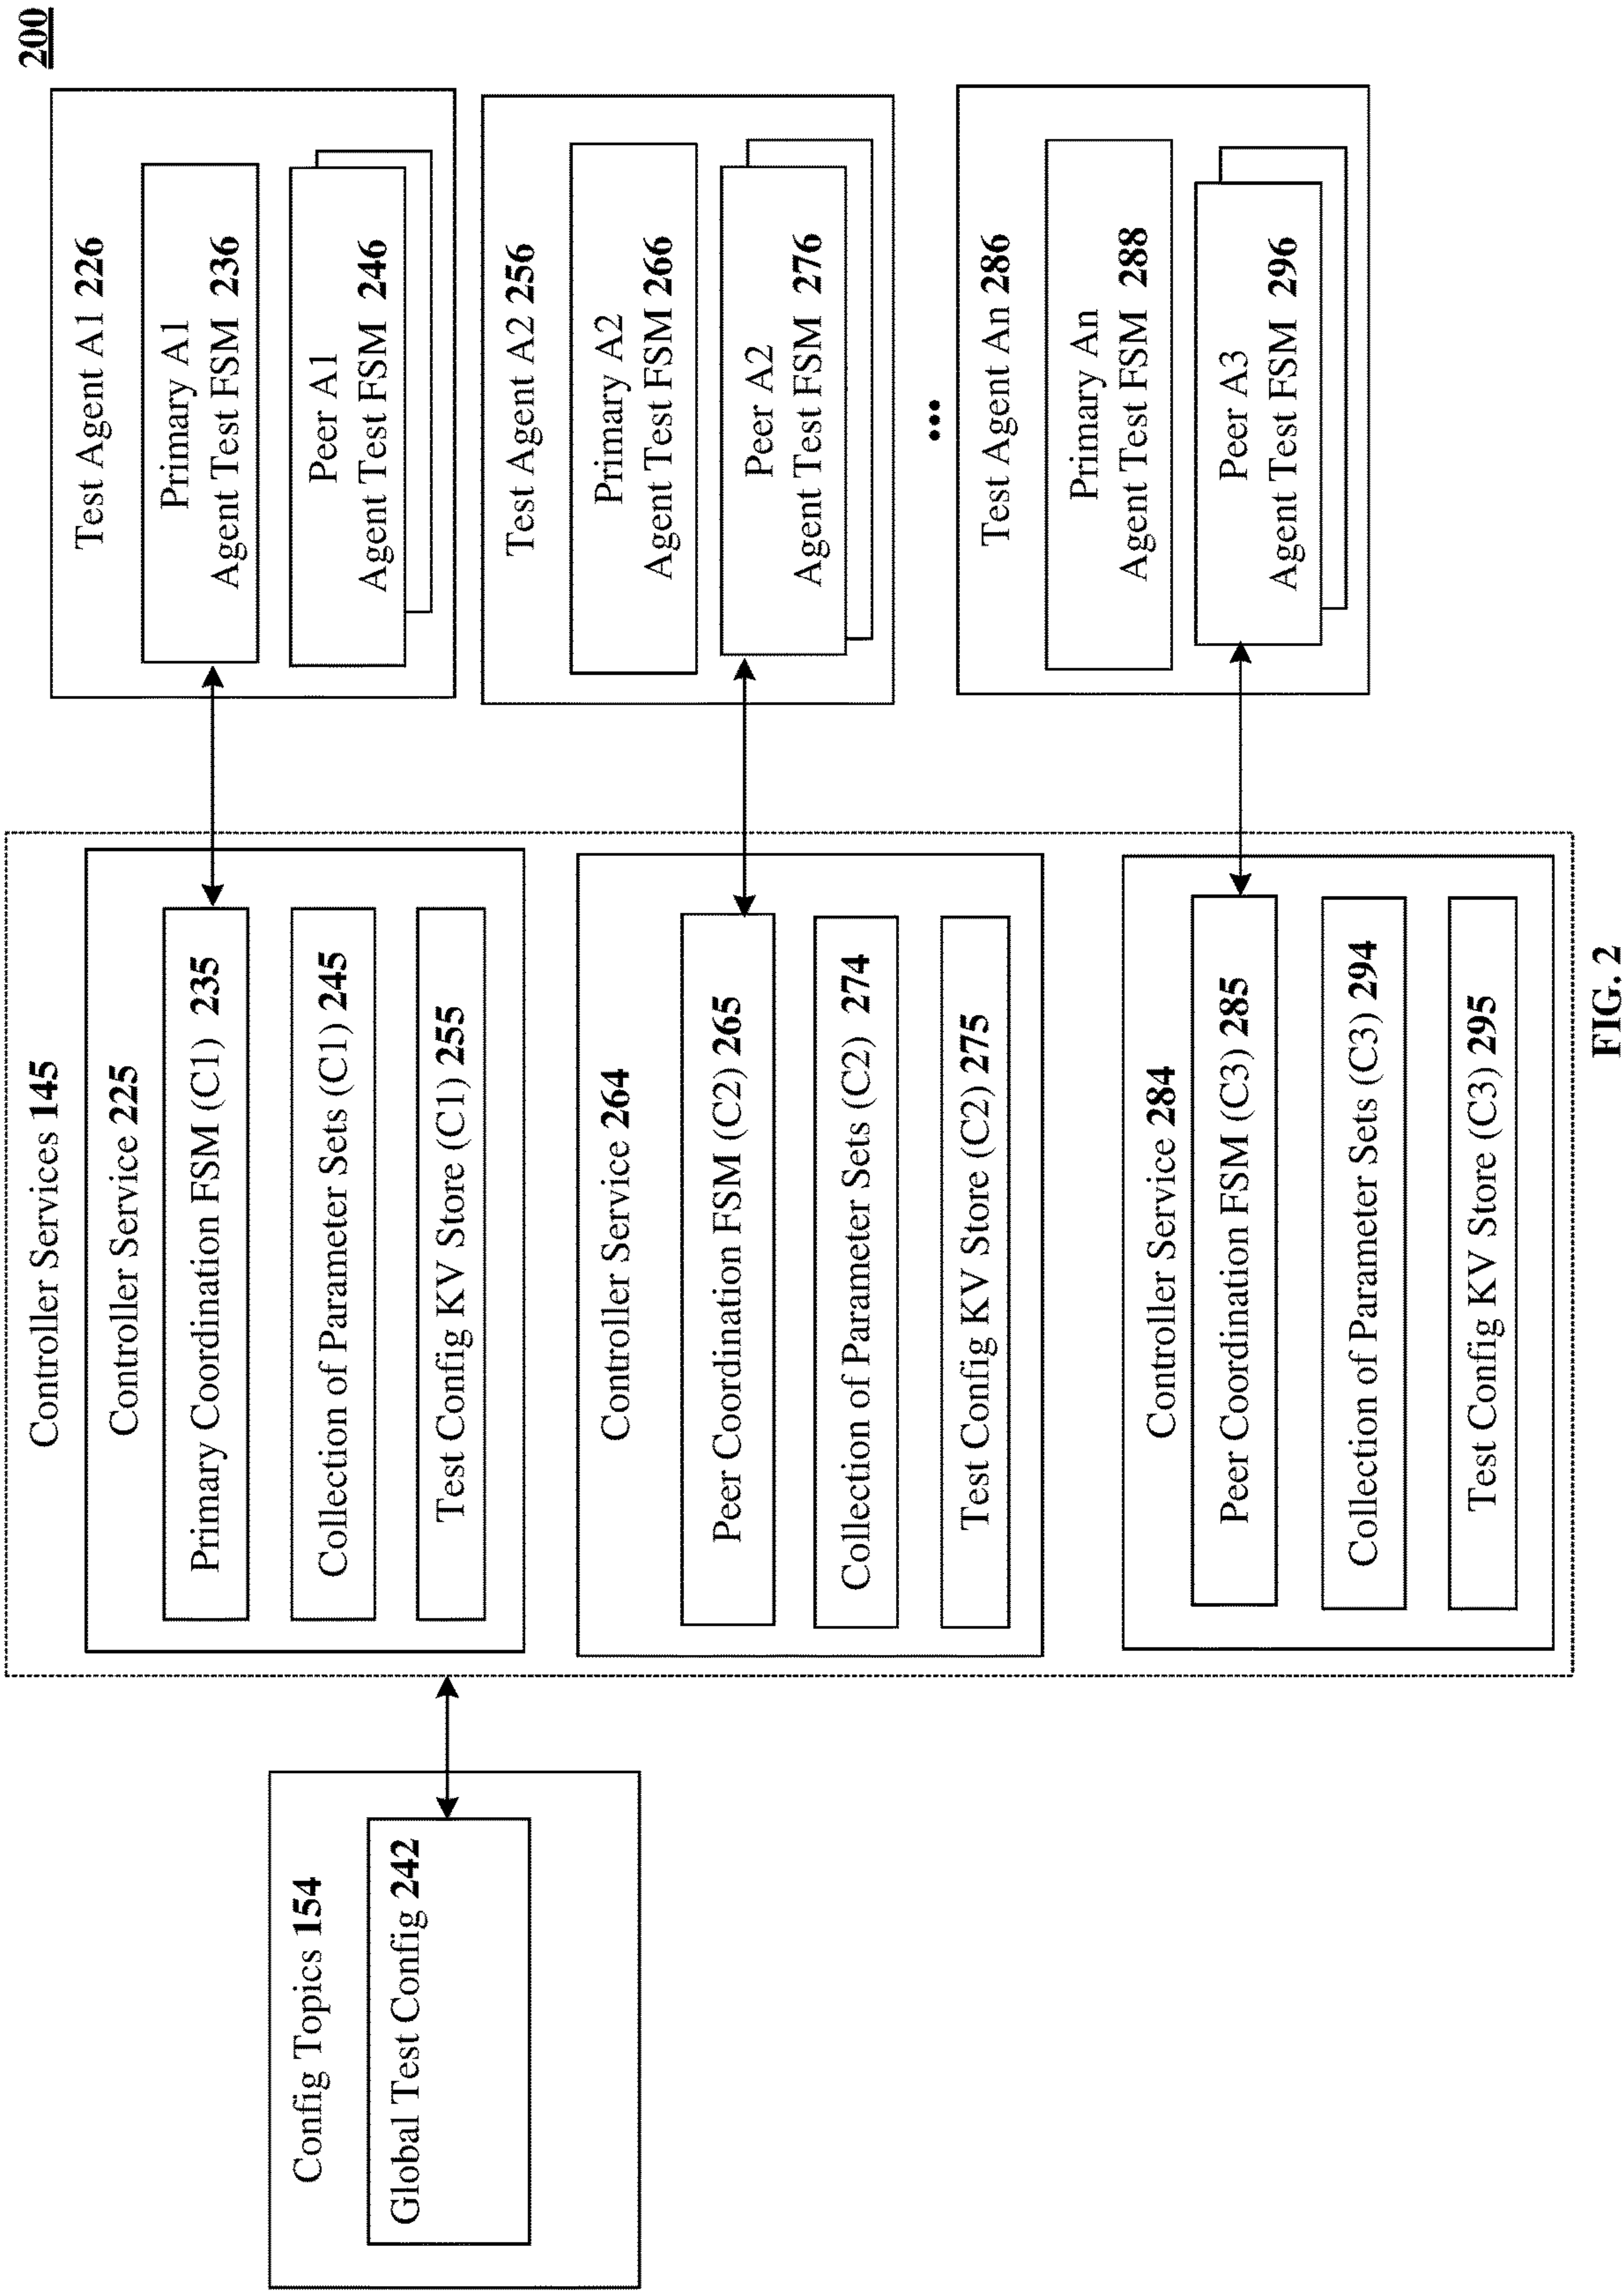 200
Config Topics 154
Global Test Config 242
Controller Services 145
Controller Service 225
Primary Coordination FSM (C1) 235
Collection of Parameter Sets (C1) 245
Test Config KV Store (C1) 255
Controller Service 264
Peer Coordination FSM (C2) 265
Collection of Parameter Sets (C2) 274
Test Config KV Store (C2) 275
Controller Service 284
Peer Coordination FSM (C3) 285
Collection of Parameter Sets (C3) 294
Test Config KV Store (C3) 295
Test Agent A1 226
Primary A1
Agent Test FSM 236
Peer A1
Agent Test FSM 246
Test Agent A2 256
Primary A2
Agent Test FSM 266
Peer A2
Agent Test FSM 276
•••
Test Agent An 286
Primary An
Agent Test FSM 288
Peer A3
Agent Test FSM 296
FIG. 2